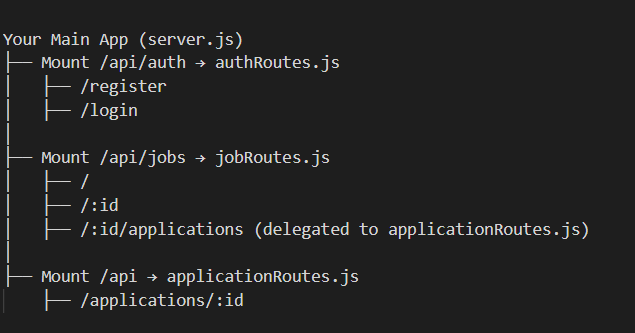 Your Main App (server.js)
├── Mount /api/auth → authRoutes.js
│   ├── /register
│   ├── /login
│
├── Mount /api/jobs → jobRoutes.js
│   ├── /
│   ├── /:id
│   ├── /:id/applications (delegated to applicationRoutes.js)
│
├── Mount /api → applicationRoutes.js
│   ├── /applications/:id